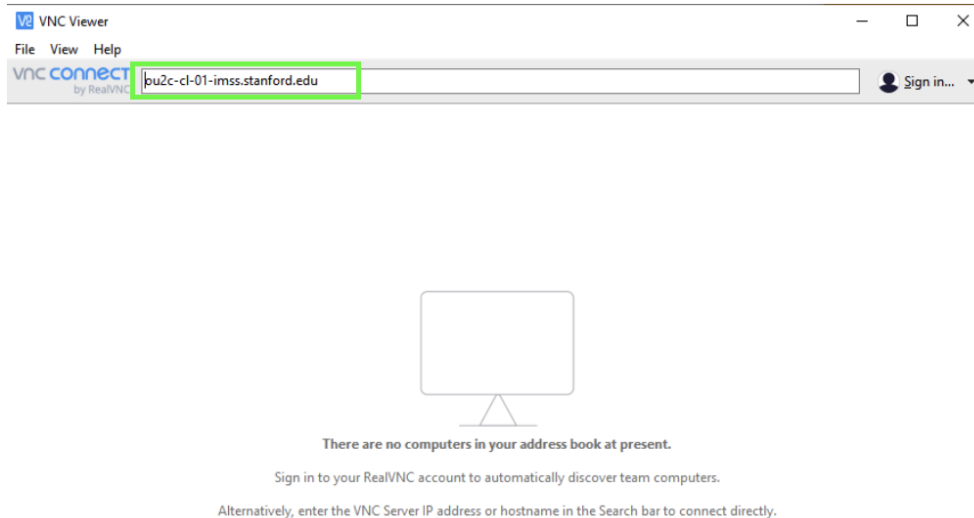 VNC Viewer
File View Help
vnc connect
by RealVNC
ou2c-cl-01-imss.stanford.edu
Sign in...
There are no computers in your address book at present.
Sign in to your RealVNC account to automatically discover team computers.
Alternatively, enter the VNC Server IP address or hostname in the Search bar to connect directly.